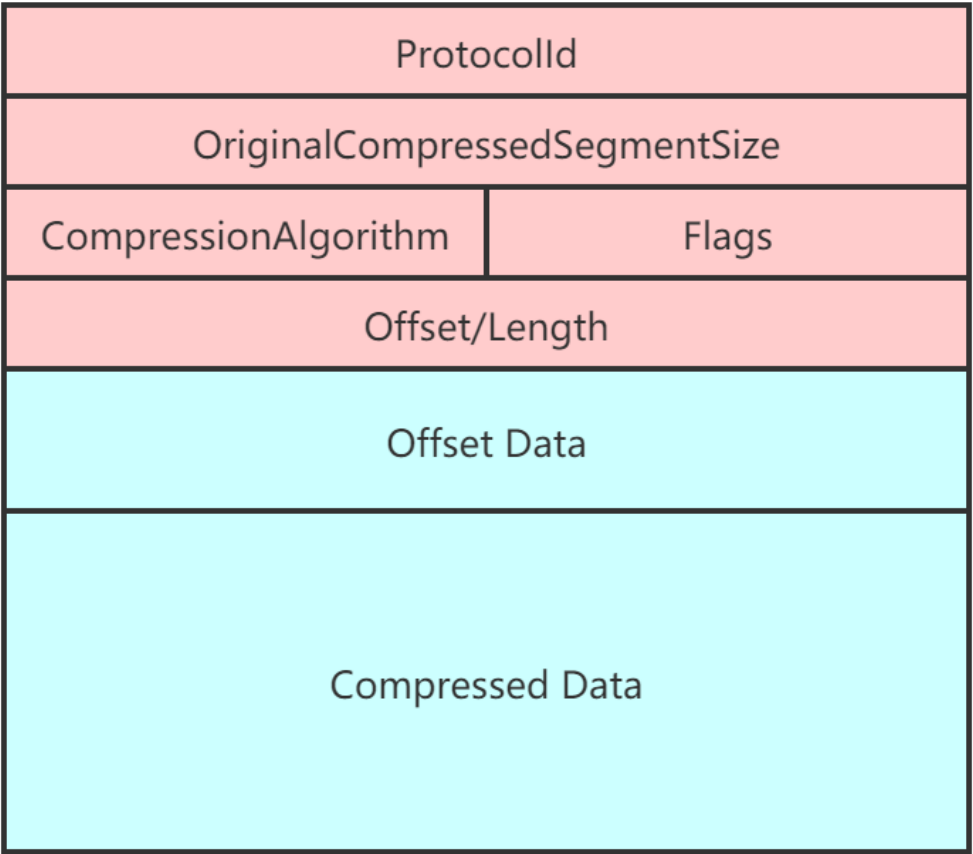 ProtocolId
OriginalCompressedSegmentSize
CompressionAlgorithm
Flags
Offset/Length
Offset Data
Compressed Data